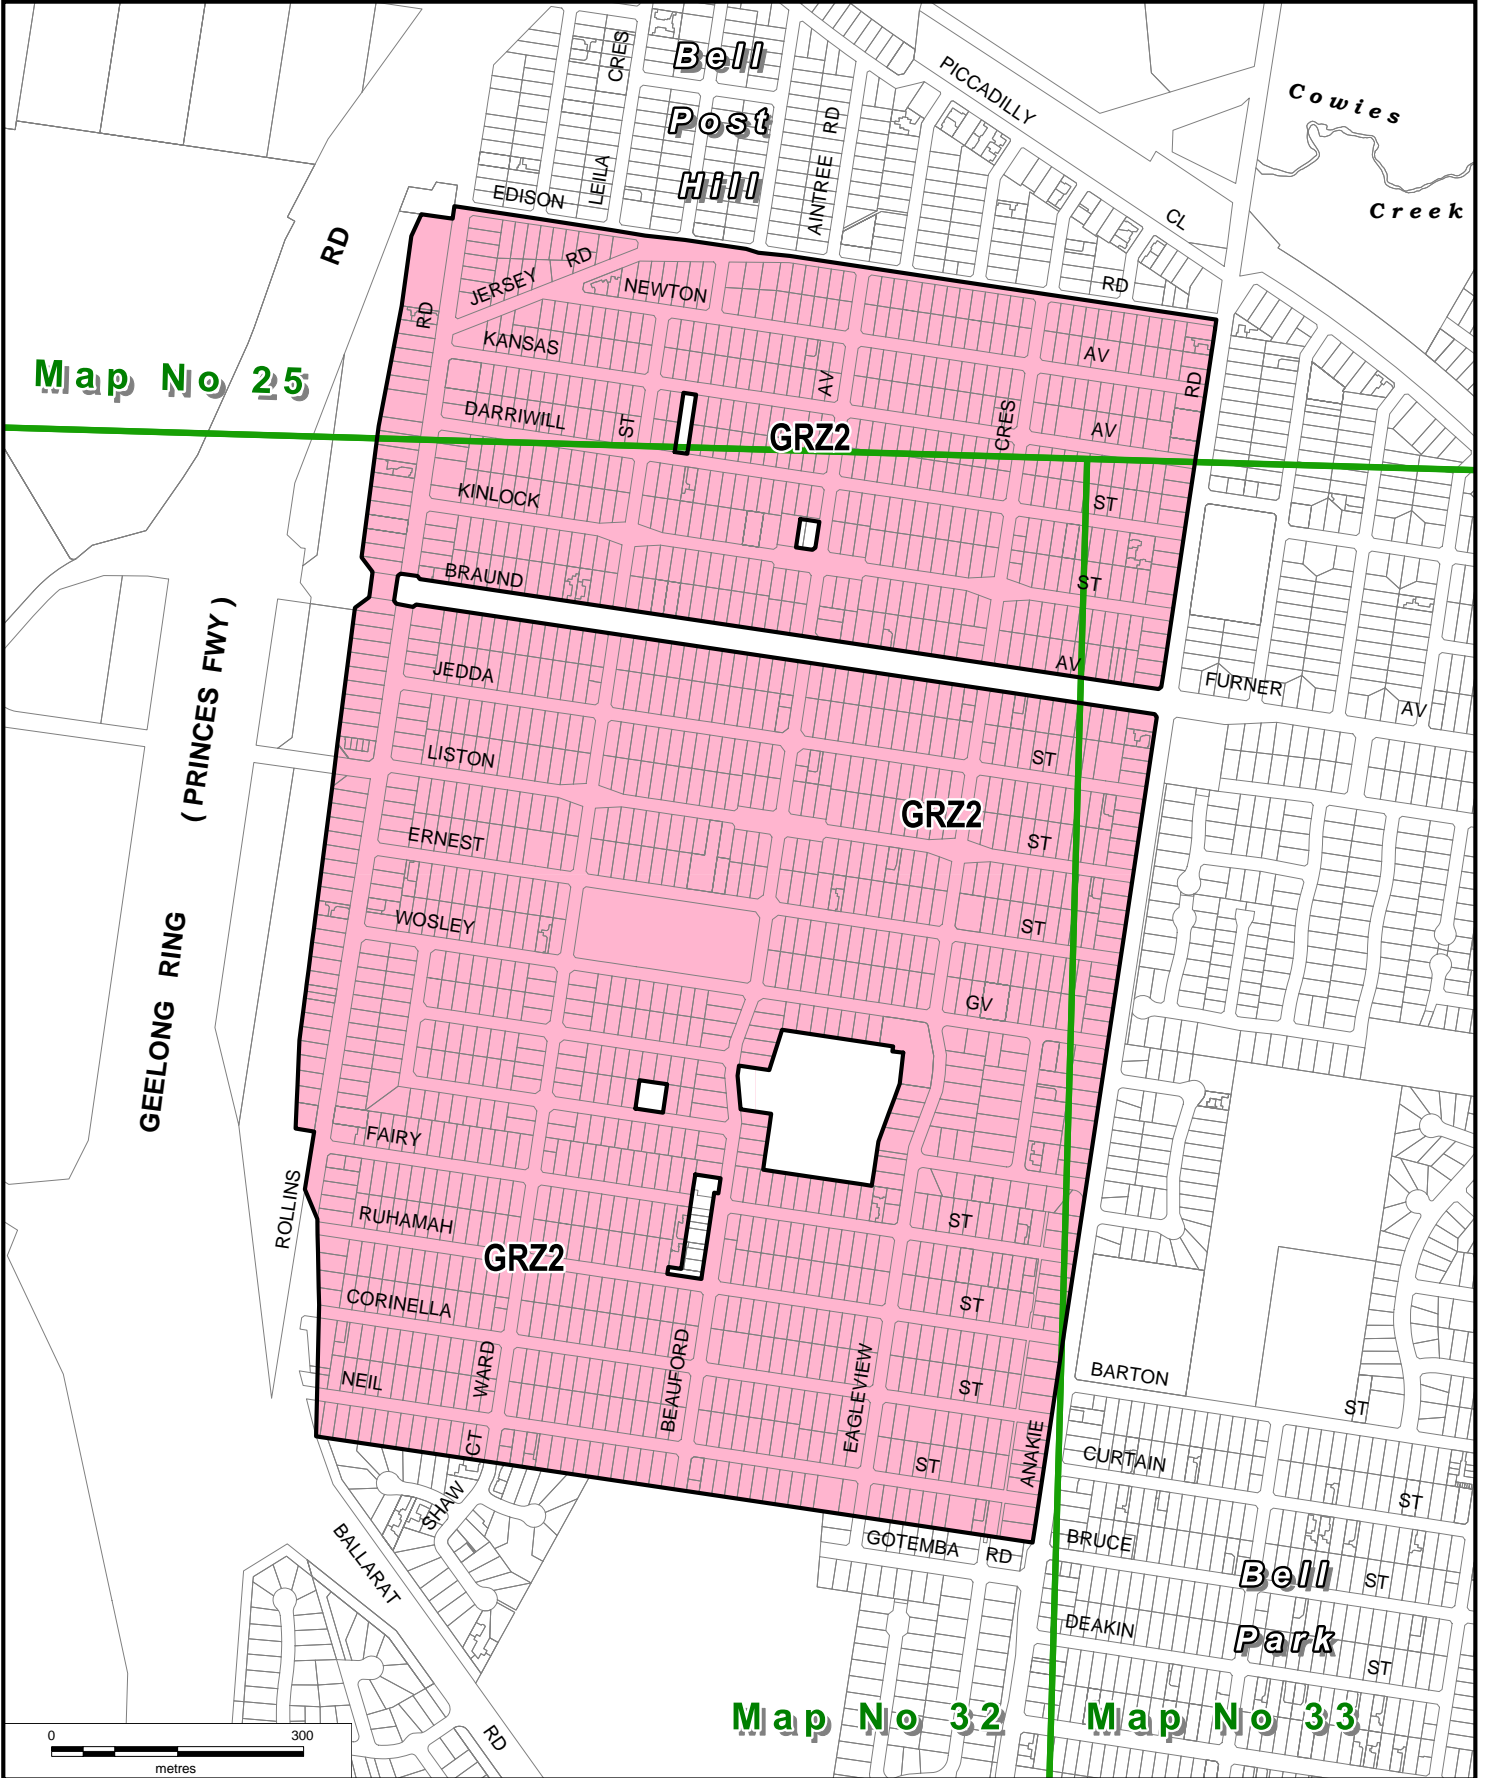 Bell
Post
Hill
CRES
LEILA
EDISON
AINTREE RD
PICCADILLY
CL
RD
Cowies
Creek
RD
JERSEY RD
NEWTON
AV
RD
RD
KANSAS
AV
AV
CRES
DARRIWILL
ST
ST
GRZ2
Map No 25
KINLOCK
ST
BRAUND
AV
FURNER
AV
JEDDA
ST
LISTON
ST
GRZ2
ERNEST
ST
WOSLEY
GV
GEELONG RING
( PRINCES FWY )
FAIRY
ST
ROLLINS
RUHAMAH
ST
GRZ2
CORINELLA
ST
WARD
CT
BEAUFORD
EAGLEVIEW
ANAKIE
NEIL
ST
BARTON
ST
CURTAIN
ST
SHAW
GOTEMBA RD
BRUCE
ST
BALLARAT
RD
DEAKIN
ST
Bell
Park
Map No 32
Map No 33
0 300
metres